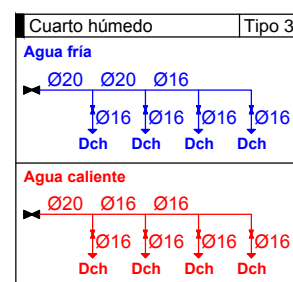 Cuarto húmedo Tipo 3
Agua fría
Ø20 Ø20 Ø16
Ø16 Ø16 Ø16 Ø16
Dch Dch Dch Dch
Agua caliente
Ø20 Ø16 Ø16
Ø16 Ø16 Ø16 Ø16
Dch Dch Dch Dch